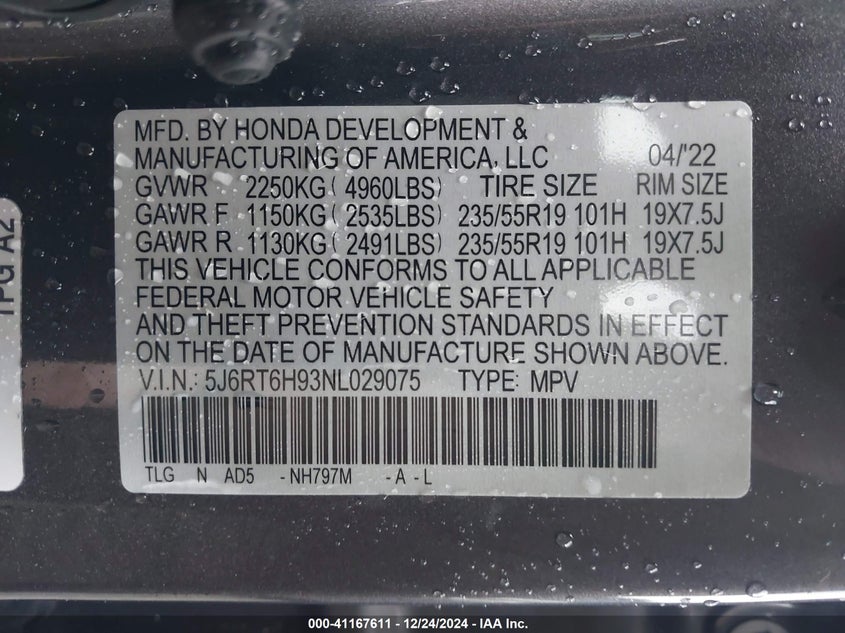 MFD. BY HONDA DEVELOPMENT &
MANUFACTURING OF AMERICA, LLC 04/'22
GVWR 2250KG( 4960LBS) TIRE SIZE RIM SIZE
GAWR F 1150KG( 2535LBS) 235/55R19 101H 19X7.5J
GAWR R 1130KG( 2491LBS) 235/55R19 101H 19X7.5J
THIS VEHICLE CONFORMS TO ALL APPLICABLE
FEDERAL MOTOR VEHICLE SAFETY
AND THEFT PREVENTION STANDARDS IN EFFECT
ON THE DATE OF MANUFACTURE SHOWN ABOVE.
V.I.N.: 5J6RT6H93NL029075 TYPE: MPV
TLG N AD5 -NH797M -A -L
TPG A2
000-41167611 - 12/24/2024 - IAA Inc.